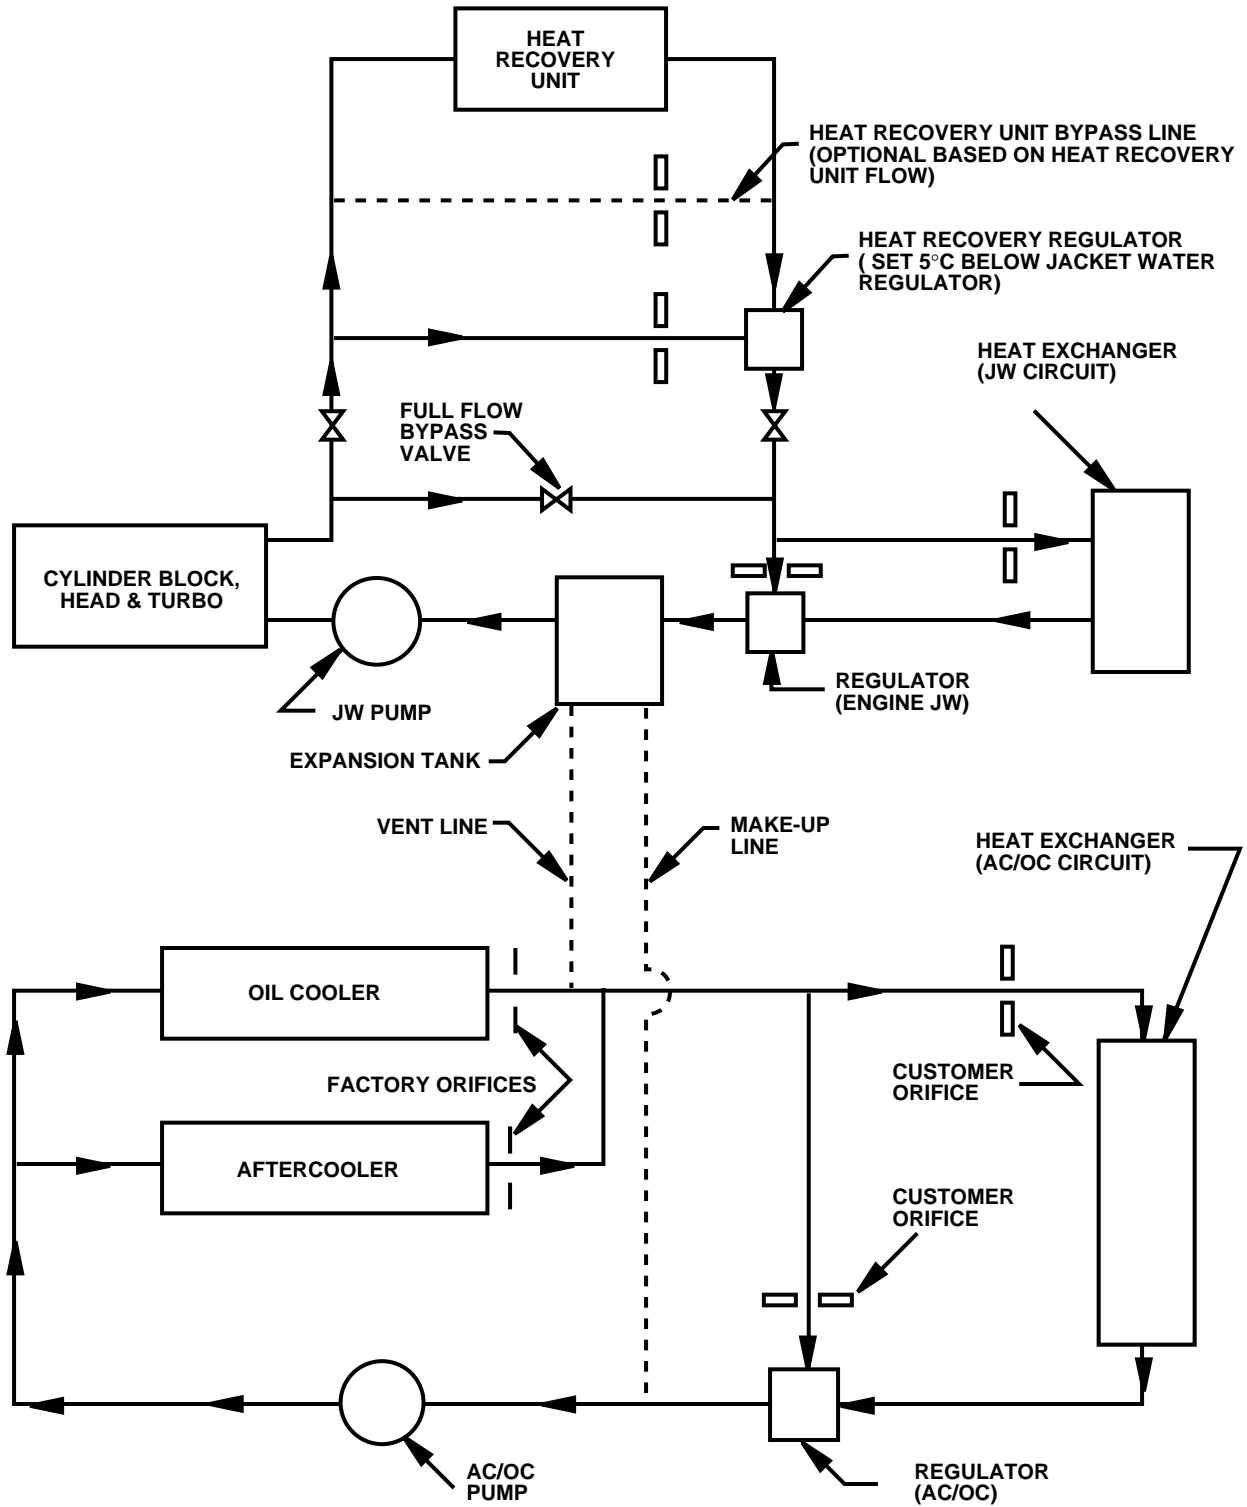 HEAT
RECOVERY
UNIT
HEAT RECOVERY UNIT BYPASS LINE
(OPTIONAL BASED ON HEAT RECOVERY
UNIT FLOW)
HEAT RECOVERY REGULATOR
( SET 5°C BELOW JACKET WATER
REGULATOR)
HEAT EXCHANGER
(JW CIRCUIT)
FULL FLOW
BYPASS
VALVE
CYLINDER BLOCK,
HEAD & TURBO
REGULATOR
(ENGINE JW)
JW PUMP
EXPANSION TANK
VENT LINE
MAKE-UP
LINE
HEAT EXCHANGER
(AC/OC CIRCUIT)
OIL COOLER
FACTORY ORIFICES
CUSTOMER
ORIFICE
AFTERCOOLER
CUSTOMER
ORIFICE
AC/OC
PUMP
REGULATOR
(AC/OC)